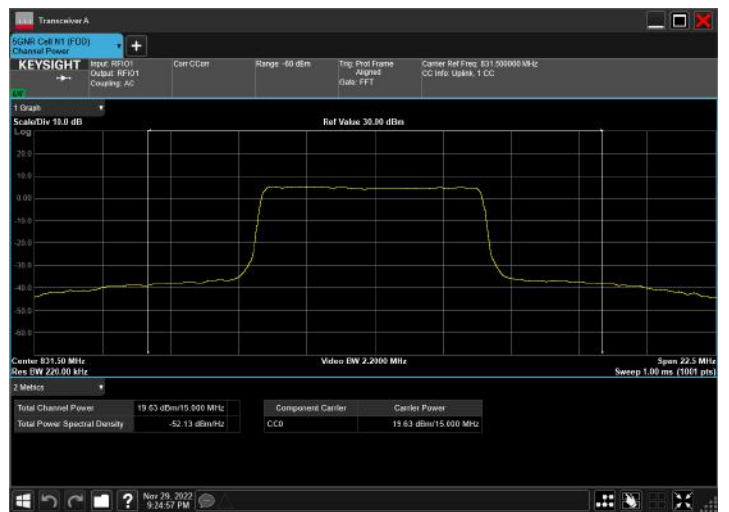 Transceiver A
5GNR Cell N1 (FDD)
Channel Power
+
KEYSIGHT
Input: RFIO1
Output: RFIO1
Coupling: AC
Corr CCorr
Range -60 dBm
Trig: Prot Frame
Aligned
Gate: FFT
Carrier Ref Freq: 831.500000 MHz
CC Info: Uplink, 1 CC
1 Graph
Scale/Div 10.0 dB
Ref Value 30.00 dBm
Log
20.0
10.0
0.00
-10.0
-20.0
-30.0
-40.0
-50.0
-60.0
Center 831.50 MHz
Video BW 2.2000 MHz
Span 22.5 MHz
Res BW 220.00 kHz
Sweep 1.00 ms (1001 pts)
2 Metrics
Total Channel Power 19.63 dBm/15.000 MHz
Total Power Spectral Density -52.13 dBm/Hz
Component Carrier Carrier Power
CC0 19.63 dBm/15.000 MHz
?
Nov 29, 2022
9:24:57 PM